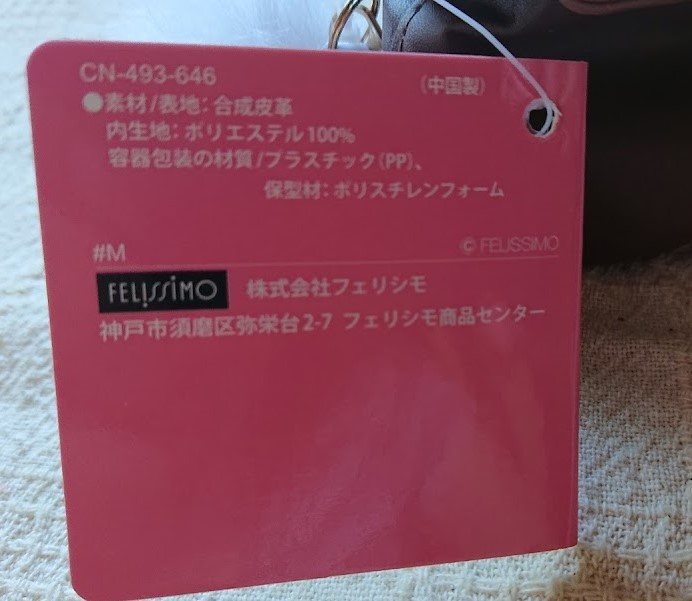 CN-493-646 (中国製)
●素材/表地：合成皮革
内生地：ポリエステル100%
容器包装の材質/プラスチック(PP)、
保型材：ポリスチレンフォーム
#M © FELISSIMO
FELISSIMO 株式会社フェリシモ
神戸市須磨区弥栄台2-7 フェリシモ商品センター